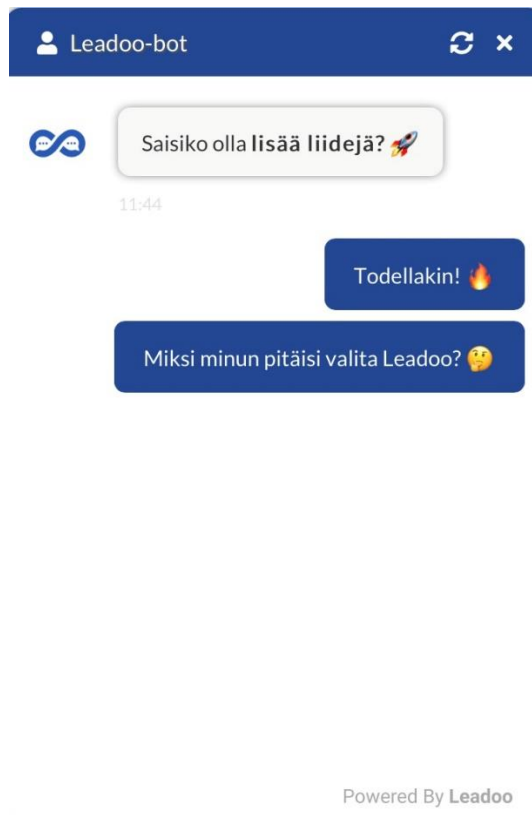 Leadoo-bot
Saisiko olla lisää liidejä? 🚀
11:44
Todellakin! 🔥
Miksi minun pitäisi valita Leadoo? 🤔
Powered By Leadoo